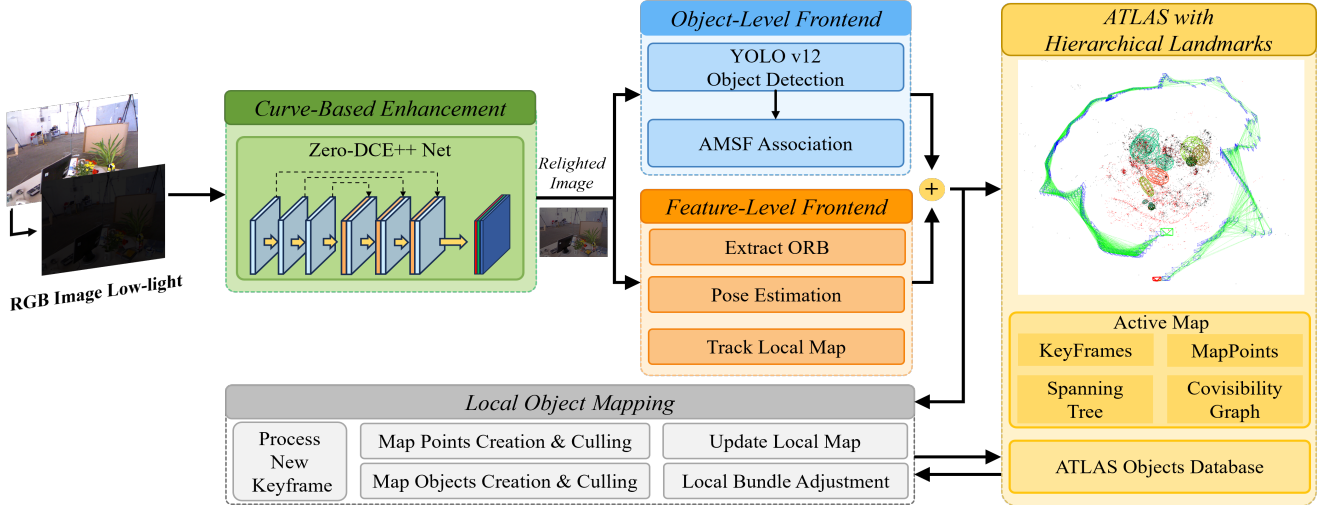 RGB Image Low-light
Curve-Based Enhancement
Zero-DCE++ Net
Relighted
Image
Object-Level Frontend
YOLO v12
Object Detection
AMSF Association
+
Feature-Level Frontend
Extract ORB
Pose Estimation
Track Local Map
Local Object Mapping
Process
New
Keyframe
Map Points Creation & Culling
Update Local Map
Map Objects Creation & Culling
Local Bundle Adjustment
ATLAS with
Hierarchical Landmarks
Active Map
KeyFrames
MapPoints
Spanning
Tree
Covisibility
Graph
ATLAS Objects Database